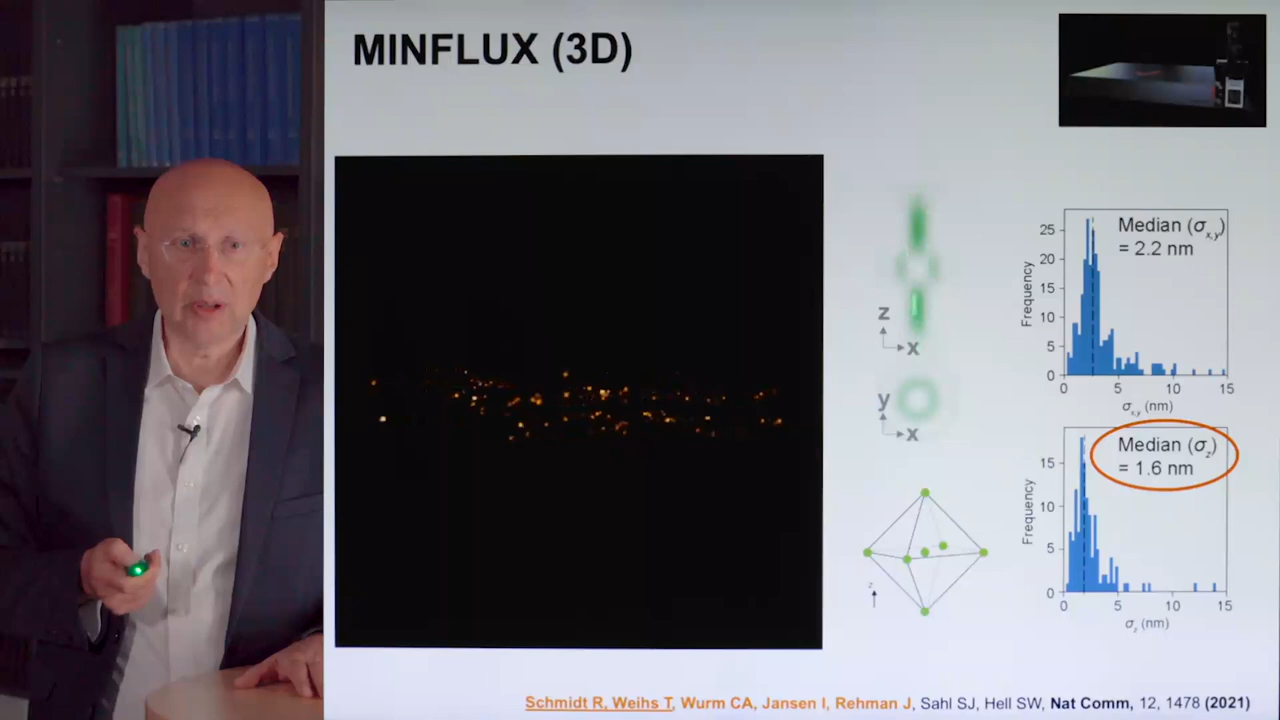 MINFLUX (3D)
z
x
y
x
z
Frequency
25
20
15
10
5
0
0
5
10
15
Median (σx,y)
= 2.2 nm
σx,y (nm)
Frequency
15
10
5
0
0
5
10
15
Median (σz)
= 1.6 nm
σz (nm)
Schmidt R, Weihs T, Wurm CA, Jansen I, Rehman J, Sahl SJ, Hell SW, Nat Comm, 12, 1478 (2021)